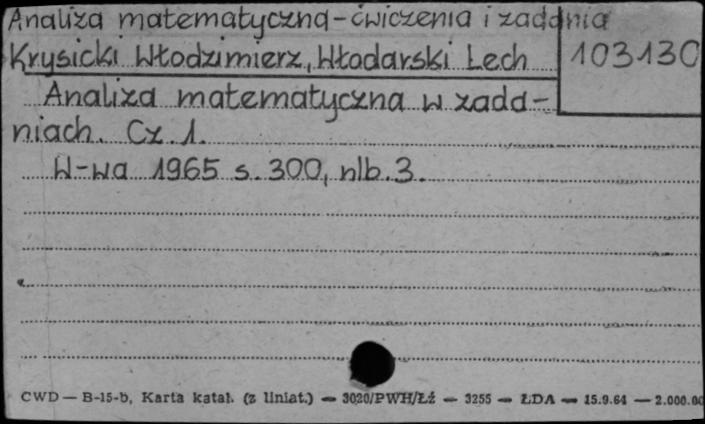 Analiza matematyczna - ćwiczenia i zadania
Krysicki Włodzimierz, Włodarski Lech
103130
Analiza matematyczna w zada-
niach. Cz. 1.
W-wa 1965 s. 300, nlb. 3.
CWD — B-15-b, Karta katal. (z liniat.) — 3020/PWH/Łź — 3255 — ŁDA — 15.9.64 — 2.000.00